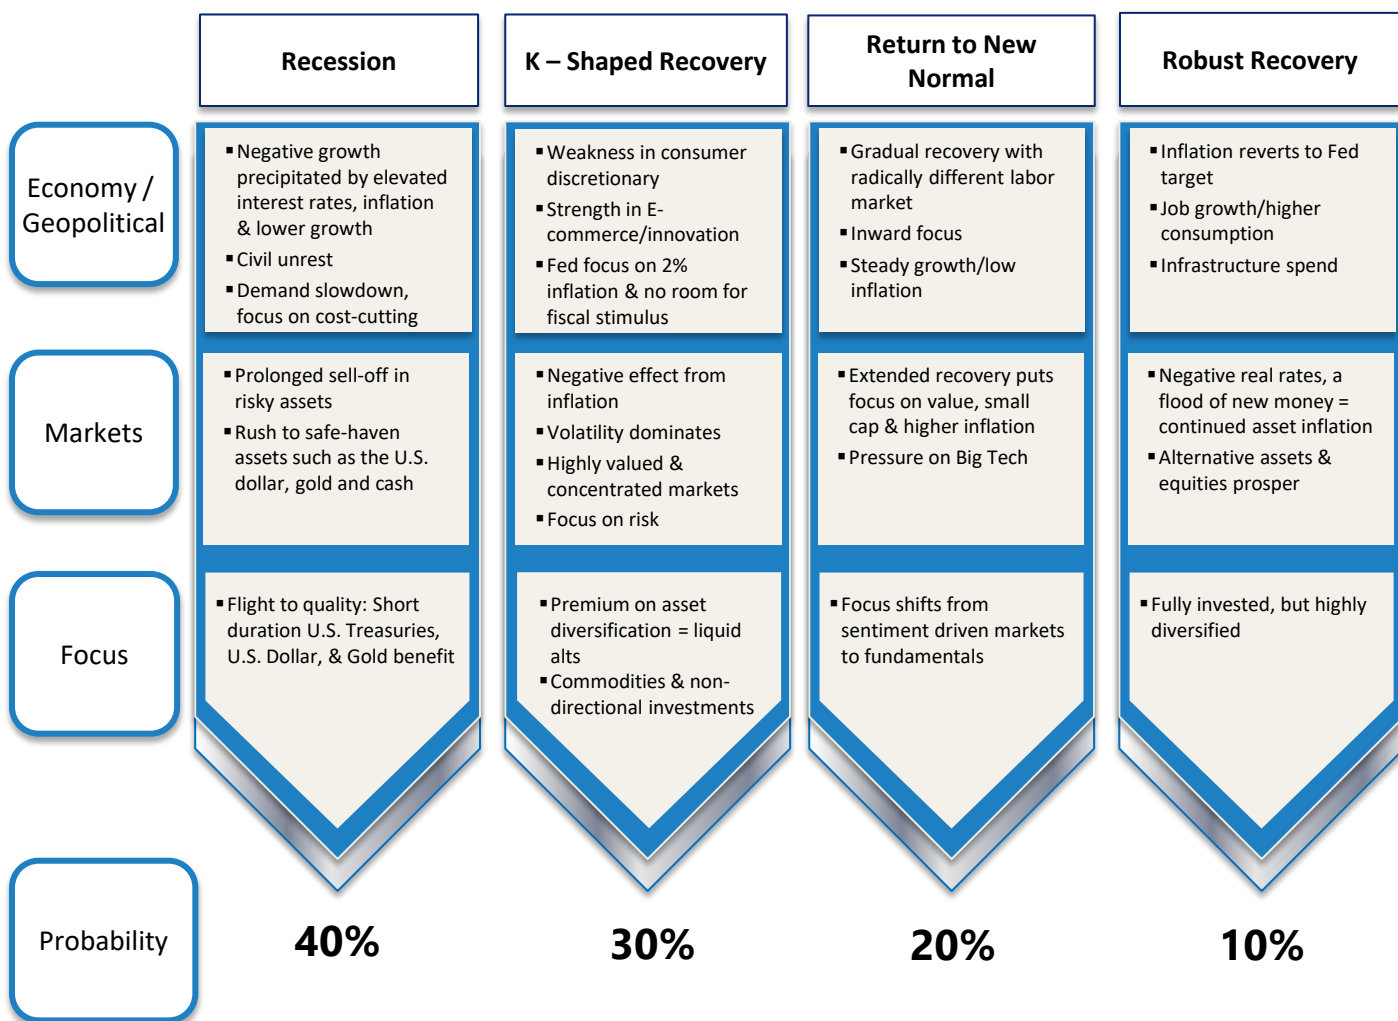 Recession
K – Shaped Recovery
Return to New
Normal
Robust Recovery
Economy /
Geopolitical
▪ Negative growth
precipitated by elevated
interest rates, inflation
& lower growth
▪ Civil unrest
▪ Demand slowdown,
focus on cost-cutting
▪ Weakness in consumer
discretionary
▪ Strength in E-
commerce/innovation
▪ Fed focus on 2%
inflation & no room for
fiscal stimulus
▪ Gradual recovery with
radically different labor
market
▪ Inward focus
▪ Steady growth/low
inflation
▪ Inflation reverts to Fed
target
▪ Job growth/higher
consumption
▪ Infrastructure spend
Markets
▪ Prolonged sell-off in
risky assets
▪ Rush to safe-haven
assets such as the U.S.
dollar, gold and cash
▪ Negative effect from
inflation
▪ Volatility dominates
▪ Highly valued &
concentrated markets
▪ Focus on risk
▪ Extended recovery puts
focus on value, small
cap & higher inflation
▪ Pressure on Big Tech
▪ Negative real rates, a
flood of new money =
continued asset inflation
▪ Alternative assets &
equities prosper
Focus
▪ Flight to quality: Short
duration U.S. Treasuries,
U.S. Dollar, & Gold benefit
▪ Premium on asset
diversification = liquid
alts
▪ Commodities & non-
directional investments
▪ Focus shifts from
sentiment driven markets
to fundamentals
▪ Fully invested, but highly
diversified
Probability
40%
30%
20%
10%